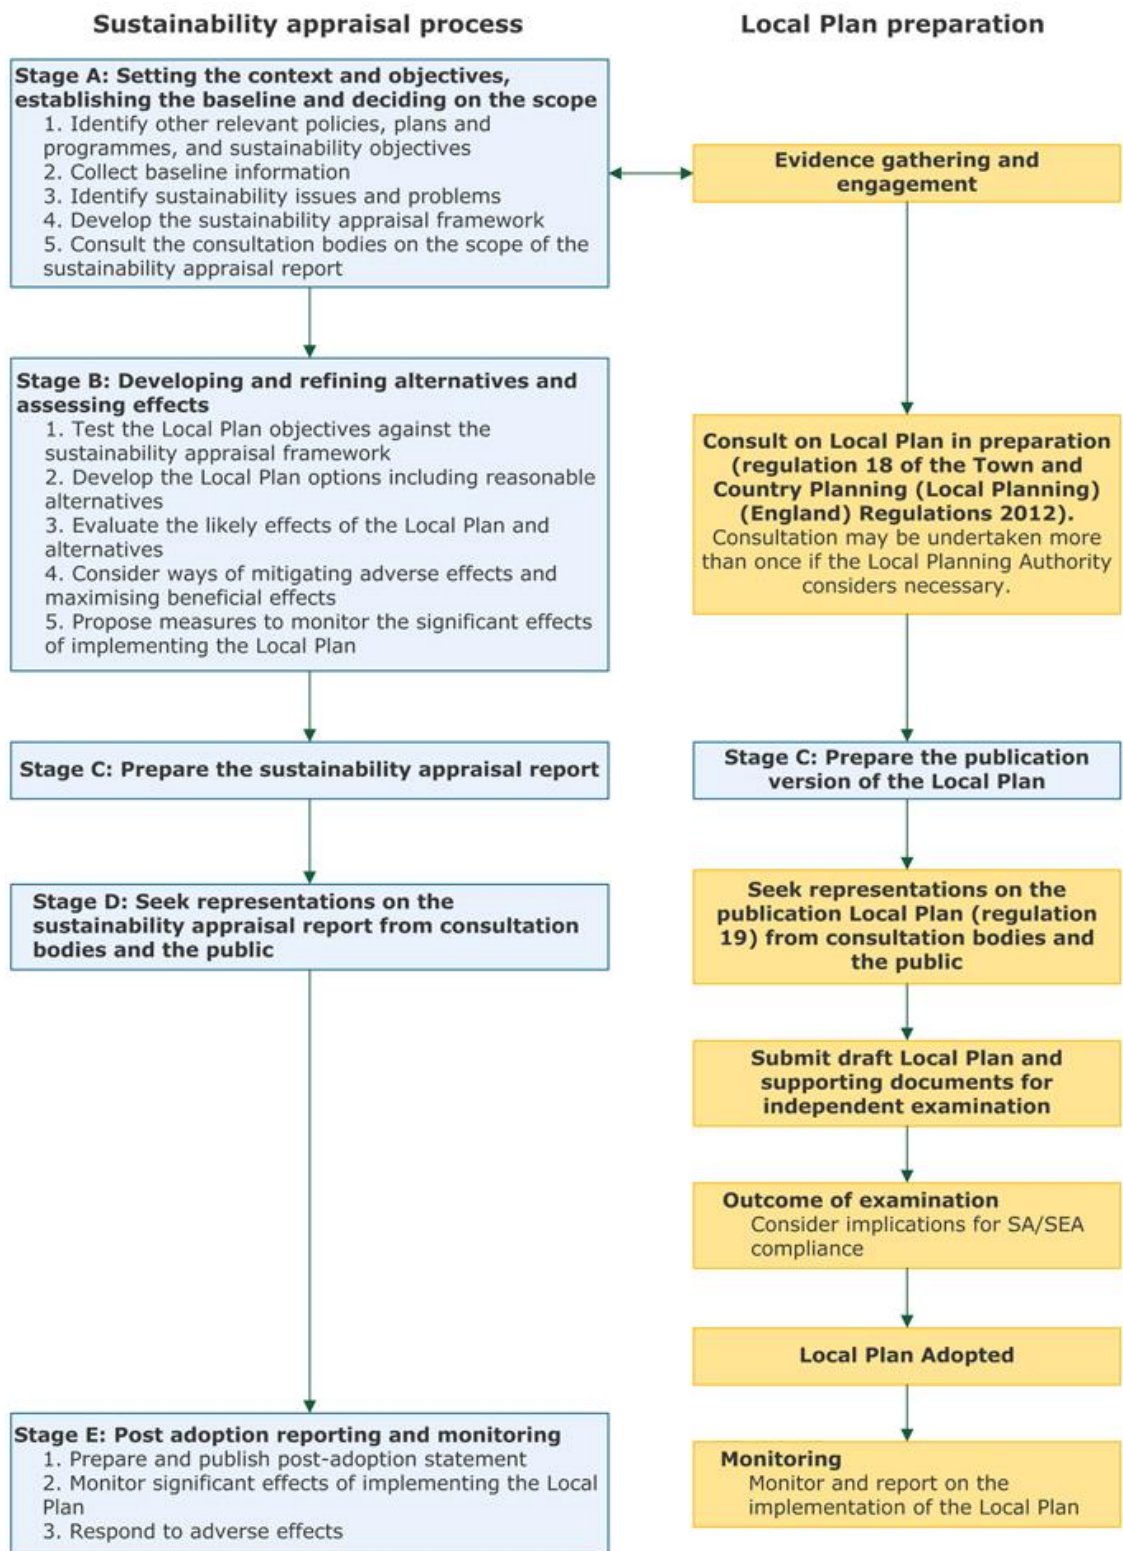 Sustainability appraisal process
Stage A: Setting the context and objectives,
establishing the baseline and deciding on the scope
1. Identify other relevant policies, plans and
programmes, and sustainability objectives
2. Collect baseline information
3. Identify sustainability issues and problems
4. Develop the sustainability appraisal framework
5. Consult the consultation bodies on the scope of the
sustainability appraisal report
Stage B: Developing and refining alternatives and
assessing effects
1. Test the Local Plan objectives against the
sustainability appraisal framework
2. Develop the Local Plan options including reasonable
alternatives
3. Evaluate the likely effects of the Local Plan and
alternatives
4. Consider ways of mitigating adverse effects and
maximising beneficial effects
5. Propose measures to monitor the significant effects
of implementing the Local Plan
Stage C: Prepare the sustainability appraisal report
Stage D: Seek representations on the
sustainability appraisal report from consultation
bodies and the public
Stage E: Post adoption reporting and monitoring
1. Prepare and publish post-adoption statement
2. Monitor significant effects of implementing the Local
Plan
3. Respond to adverse effects
Local Plan preparation
Evidence gathering and
engagement
Consult on Local Plan in preparation
(regulation 18 of the Town and
Country Planning (Local Planning)
(England) Regulations 2012).
Consultation may be undertaken more
than once if the Local Planning Authority
considers necessary.
Stage C: Prepare the publication
version of the Local Plan
Seek representations on the
publication Local Plan (regulation
19) from consultation bodies and
the public
Submit draft Local Plan and
supporting documents for
independent examination
Outcome of examination
Consider implications for SA/SEA
compliance
Local Plan Adopted
Monitoring
Monitor and report on the
implementation of the Local Plan